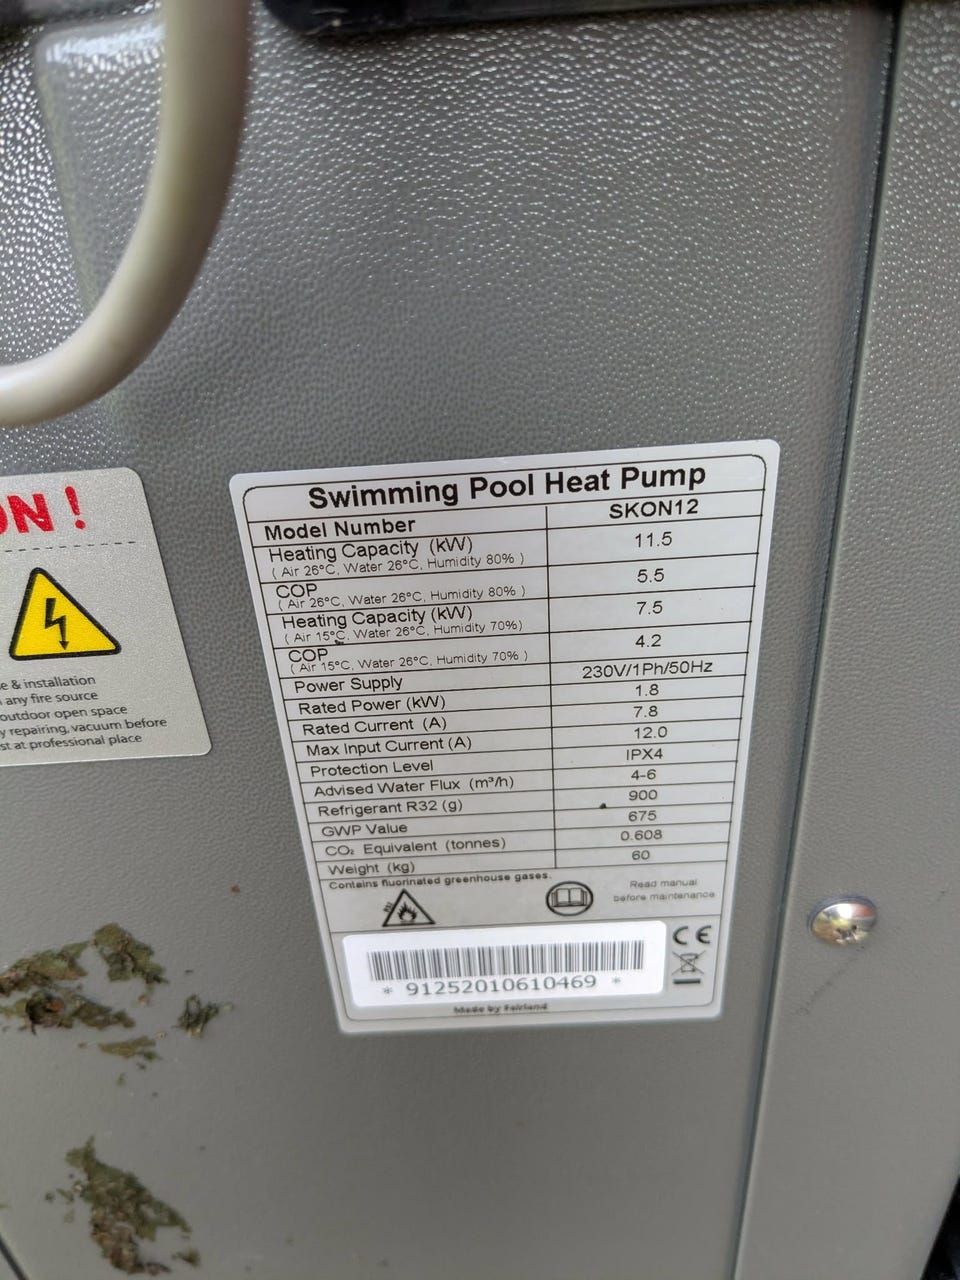 ON !
e & installation
any fire source
outdoor open space
y repairing, vacuum before
st at professional place
Swimming Pool Heat Pump
Model Number SKON12
Heating Capacity (kW) 11.5
( Air 26°C, Water 26°C, Humidity 80% )
COP 5.5
( Air 26°C, Water 26°C, Humidity 80% )
Heating Capacity (kW) 7.5
( Air 15°C, Water 26°C, Humidity 70%)
COP 4.2
( Air 15°C, Water 26°C, Humidity 70% )
Power Supply 230V/1Ph/50Hz
Rated Power (kW) 1.8
Rated Current (A) 7.8
Max Input Current (A) 12.0
Protection Level IPX4
Advised Water Flux (m³/h) 4-6
Refrigerant R32 (g) 900
GWP Value 675
CO₂ Equivalent (tonnes) 0.608
Weight (kg) 60
Contains fluorinated greenhouse gases.
Read manual
before maintenance
CE
* 91252010610469 *
Made by Fairland